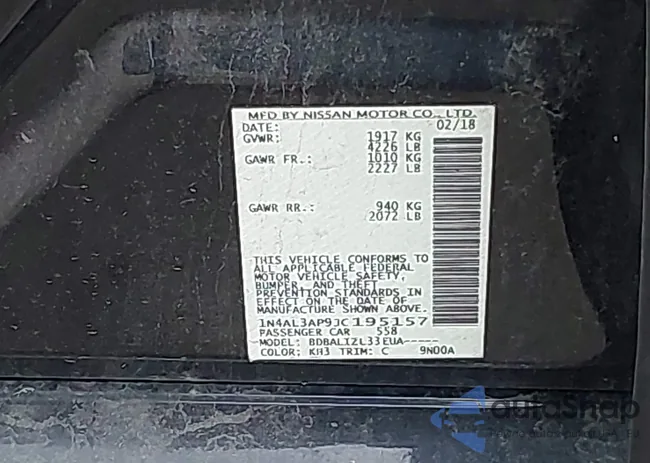 MFD BY NISSAN MOTOR CO., LTD.
DATE: 02/18
GVWR: 1917 KG
4226 LB
GAWR FR.: 1010 KG
2227 LB
GAWR RR.: 940 KG
2072 LB
THIS VEHICLE CONFORMS TO
ALL APPLICABLE FEDERAL
MOTOR VEHICLE SAFETY,
BUMPER, AND THEFT
PREVENTION STANDARDS IN
EFFECT ON THE DATE OF
MANUFACTURE SHOWN ABOVE.
1N4AL3AP9JC195157
PASSENGER CAR 558
MODEL: BDBALIZL33EUA-----
COLOR: KH3 TRIM: C 9N00A
autoShap